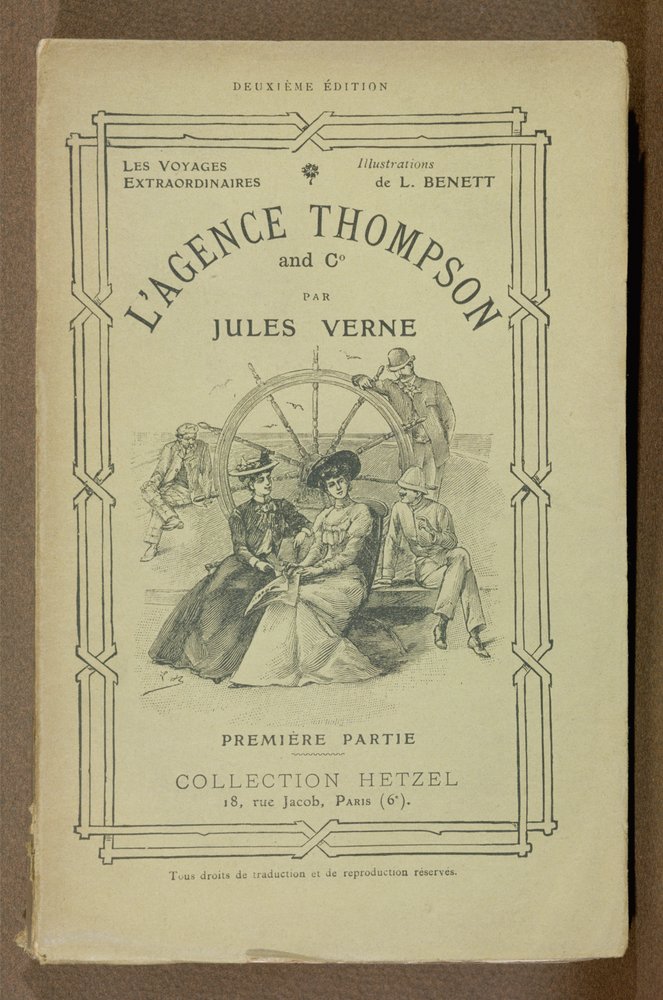 DEUXIÈME ÉDITION
LES VOYAGES
EXTRAORDINAIRES
Illustrations
de L. BENETT
L'AGENCE THOMPSON
and Cº
PAR
JULES VERNE
PREMIÈRE PARTIE
COLLECTION HETZEL
18, rue Jacob, PARIS (6ᵉ).
Tous droits de traduction et de reproduction réservés.